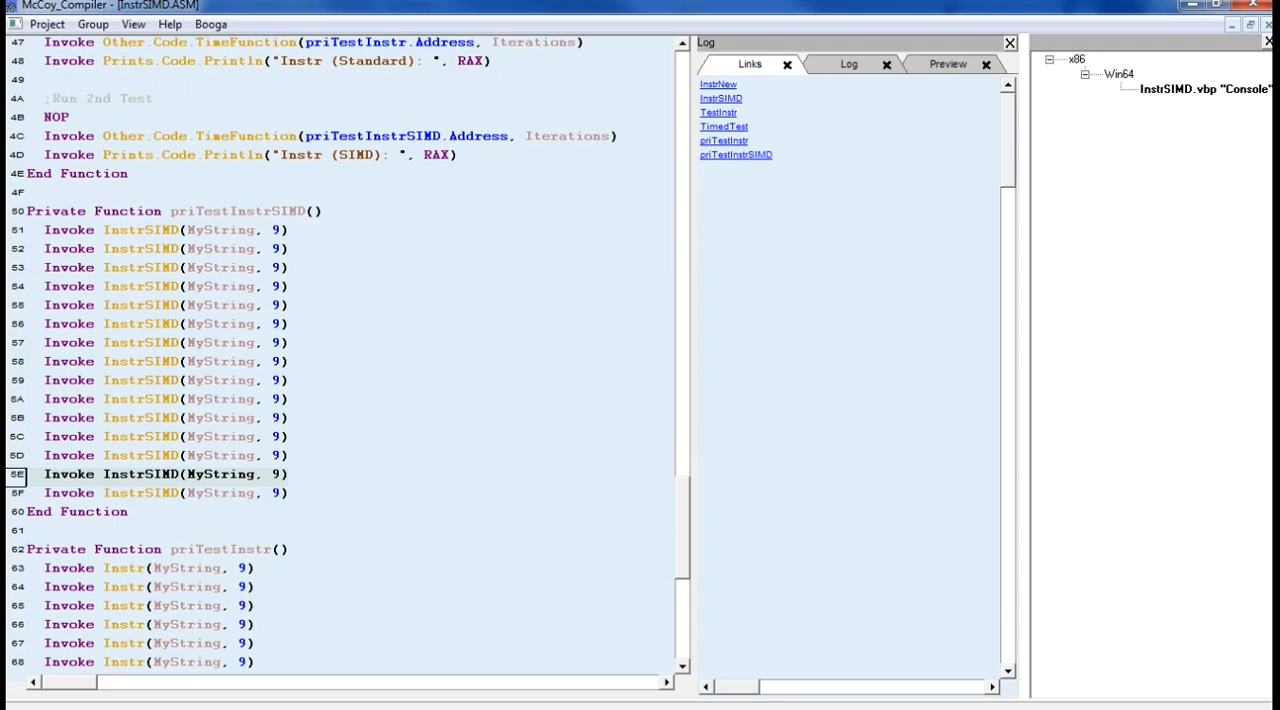 McCoy_Compiler - [InstrSIMD.ASM]
Project Group View Help Booga
47 Invoke Other.Code.TimeFunction(priTestInstr.Address, Iterations)
48 Invoke Prints.Code.Println("Instr (Standard): ", RAX)
49
4A ;Run 2nd Test
4B NOP
4C Invoke Other.Code.TimeFunction(priTestInstrSIMD.Address, Iterations)
4D Invoke Prints.Code.Println("Instr (SIMD): ", RAX)
4E End Function
4F
50 Private Function priTestInstrSIMD()
51 Invoke InstrSIMD(MyString, 9)
52 Invoke InstrSIMD(MyString, 9)
53 Invoke InstrSIMD(MyString, 9)
54 Invoke InstrSIMD(MyString, 9)
55 Invoke InstrSIMD(MyString, 9)
56 Invoke InstrSIMD(MyString, 9)
57 Invoke InstrSIMD(MyString, 9)
58 Invoke InstrSIMD(MyString, 9)
59 Invoke InstrSIMD(MyString, 9)
5A Invoke InstrSIMD(MyString, 9)
5B Invoke InstrSIMD(MyString, 9)
5C Invoke InstrSIMD(MyString, 9)
5D Invoke InstrSIMD(MyString, 9)
5E Invoke InstrSIMD(MyString, 9)
5F Invoke InstrSIMD(MyString, 9)
60 End Function
61
62 Private Function priTestInstr()
63 Invoke Instr(MyString, 9)
64 Invoke Instr(MyString, 9)
65 Invoke Instr(MyString, 9)
66 Invoke Instr(MyString, 9)
67 Invoke Instr(MyString, 9)
68 Invoke Instr(MyString, 9)
Log
Links Log Preview
InstrNew
InstrSIMD
TestInstr
TimedTest
priTestInstr
priTestInstrSIMD
x86
Win64
InstrSIMD.vbp "Console"